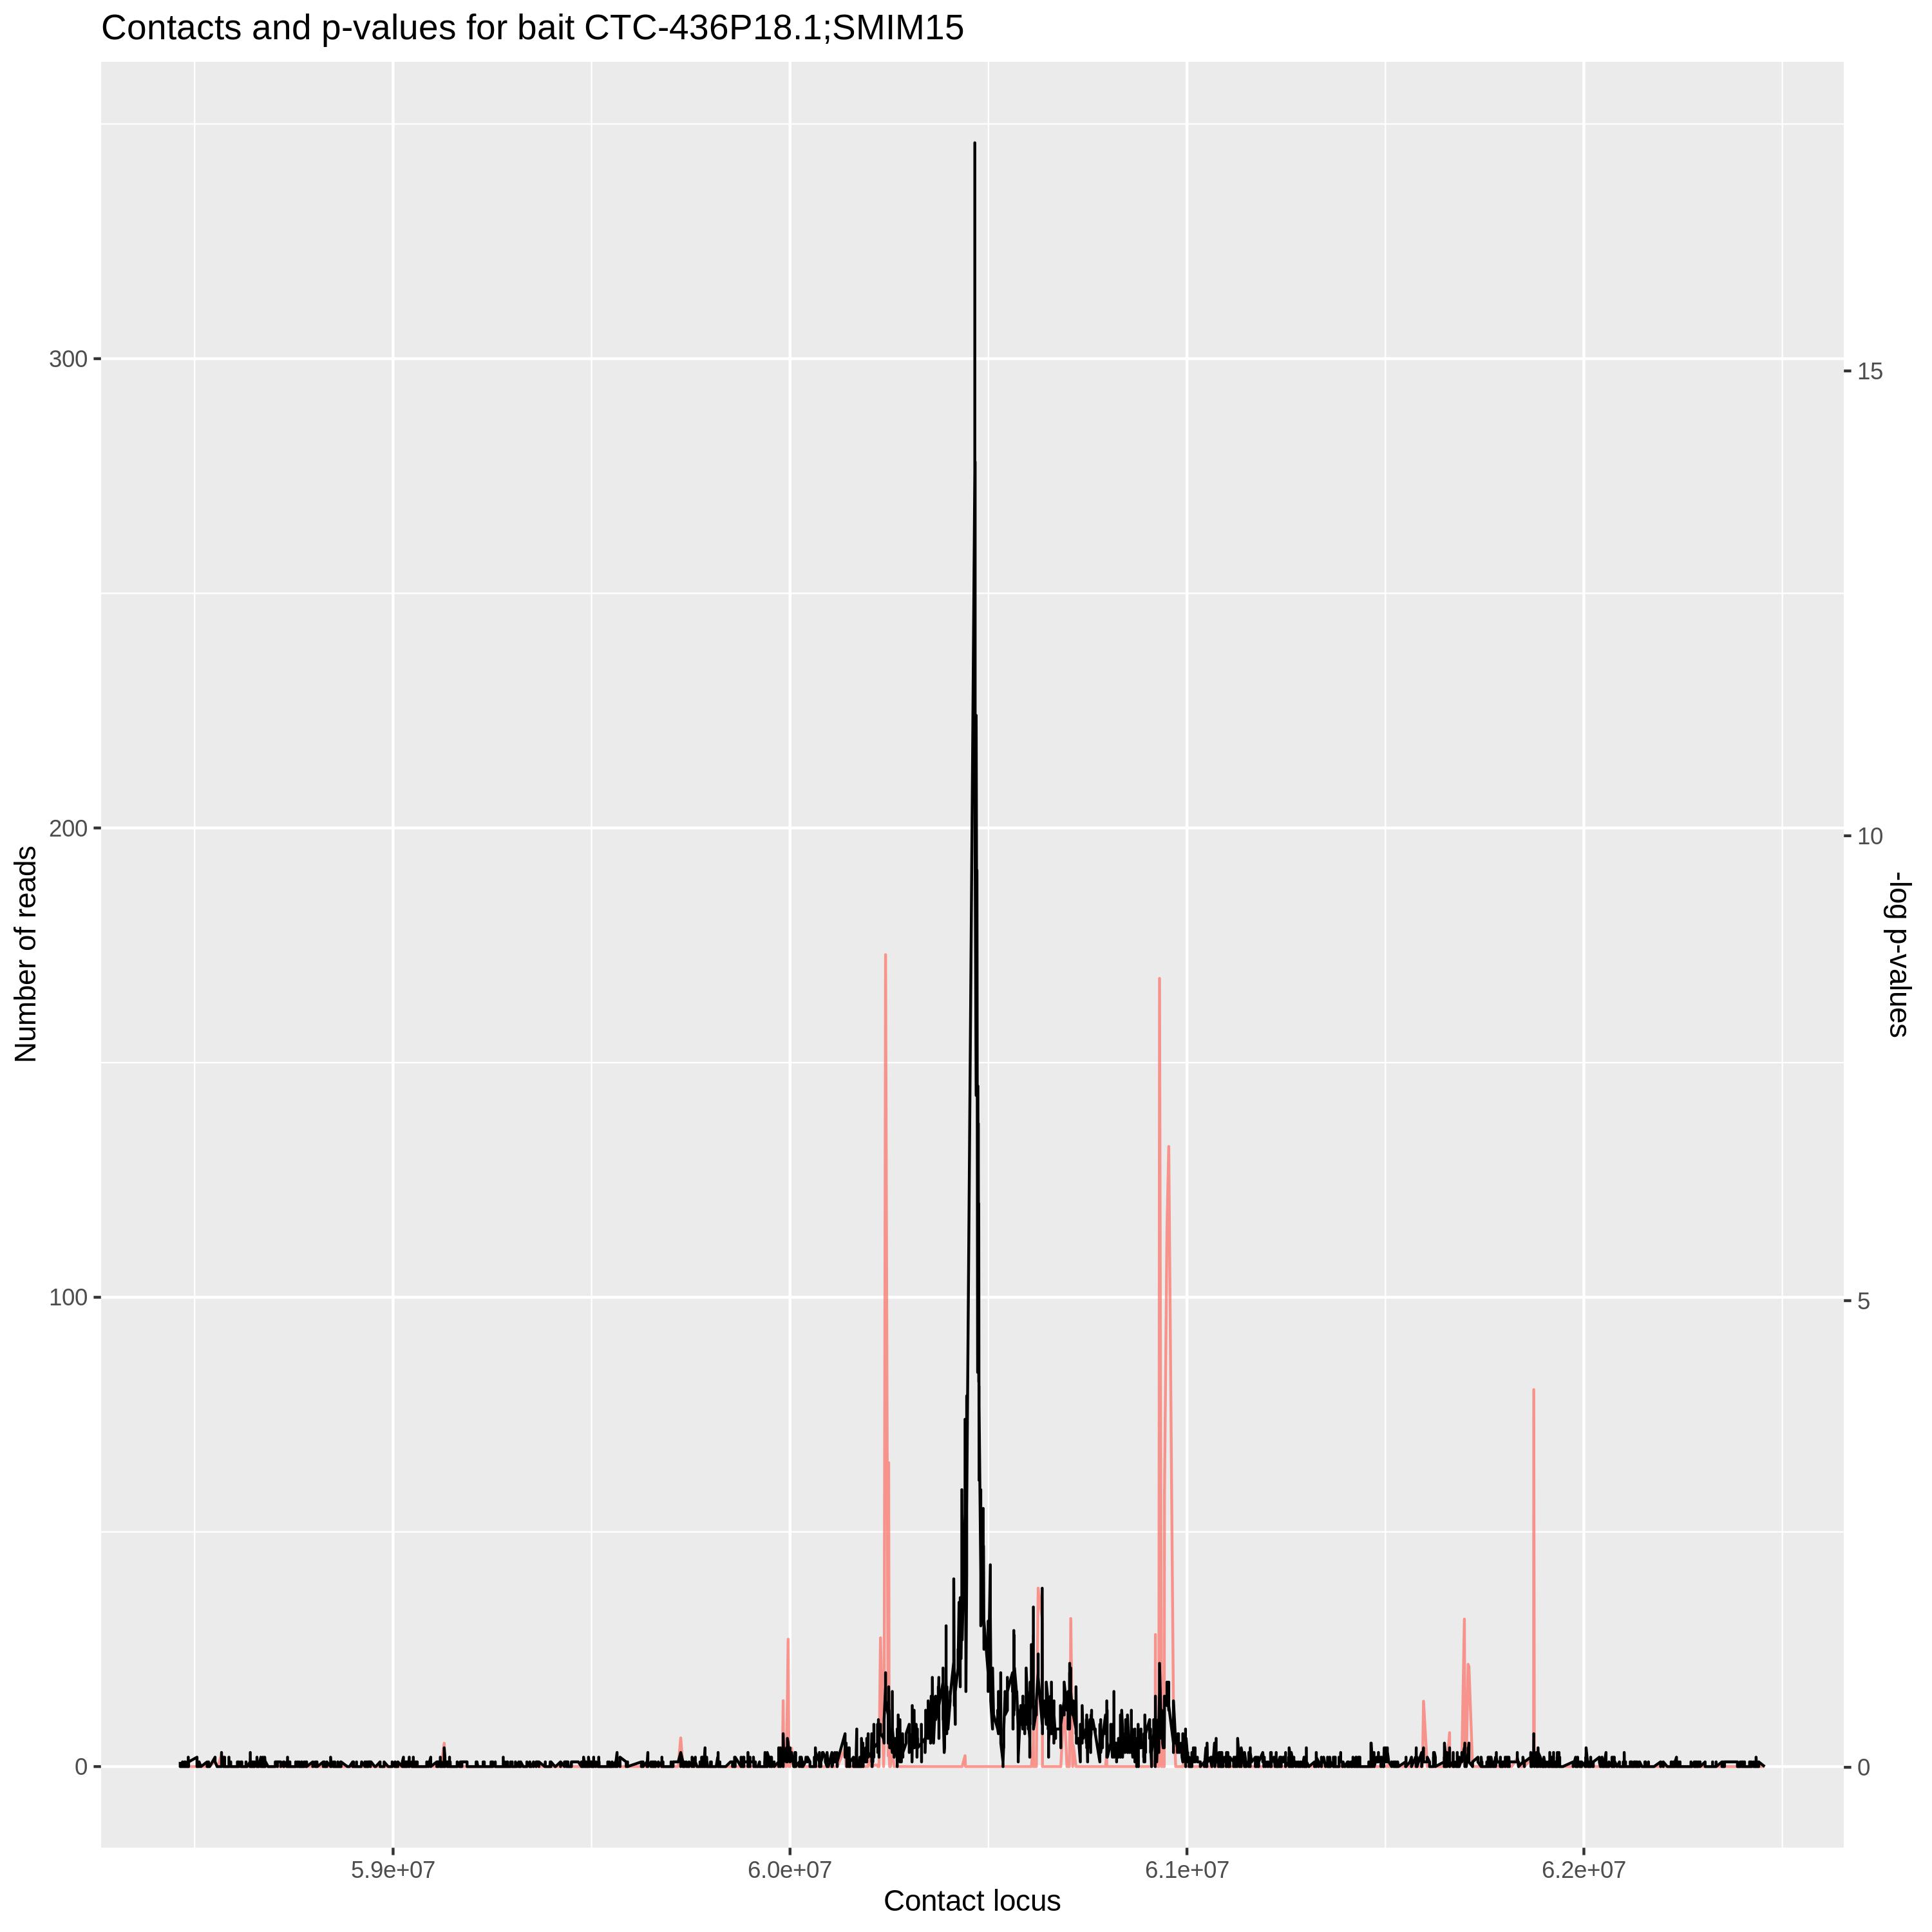 Contacts and p-values for bait CTC-436P18.1;SMIM15
300
200
100
0
15
10
5
0
Number of reads
-log p-values
5.9e+07
6.0e+07
6.1e+07
6.2e+07
Contact locus